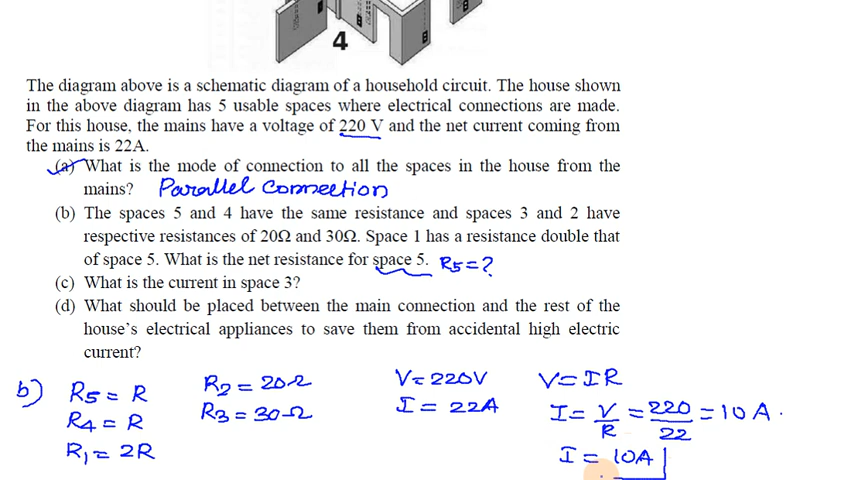 4
The diagram above is a schematic diagram of a household circuit. The house shown
in the above diagram has 5 usable spaces where electrical connections are made.
For this house, the mains have a voltage of 220 V and the net current coming from
the mains is 22A.
(a) What is the mode of connection to all the spaces in the house from the
mains? Parallel Connection
(b) The spaces 5 and 4 have the same resistance and spaces 3 and 2 have
respective resistances of 20Ω and 30Ω. Space 1 has a resistance double that
of space 5. What is the net resistance for space 5. R5 = ?
(c) What is the current in space 3?
(d) What should be placed between the main connection and the rest of the
house's electrical appliances to save them from accidental high electric
current?
b) R5 = R R2 = 20Ω V = 220V V = IR
R4 = R R3 = 30Ω I = 22A I = V/R = 220/22 = 10A.
R1 = 2R I = 10A